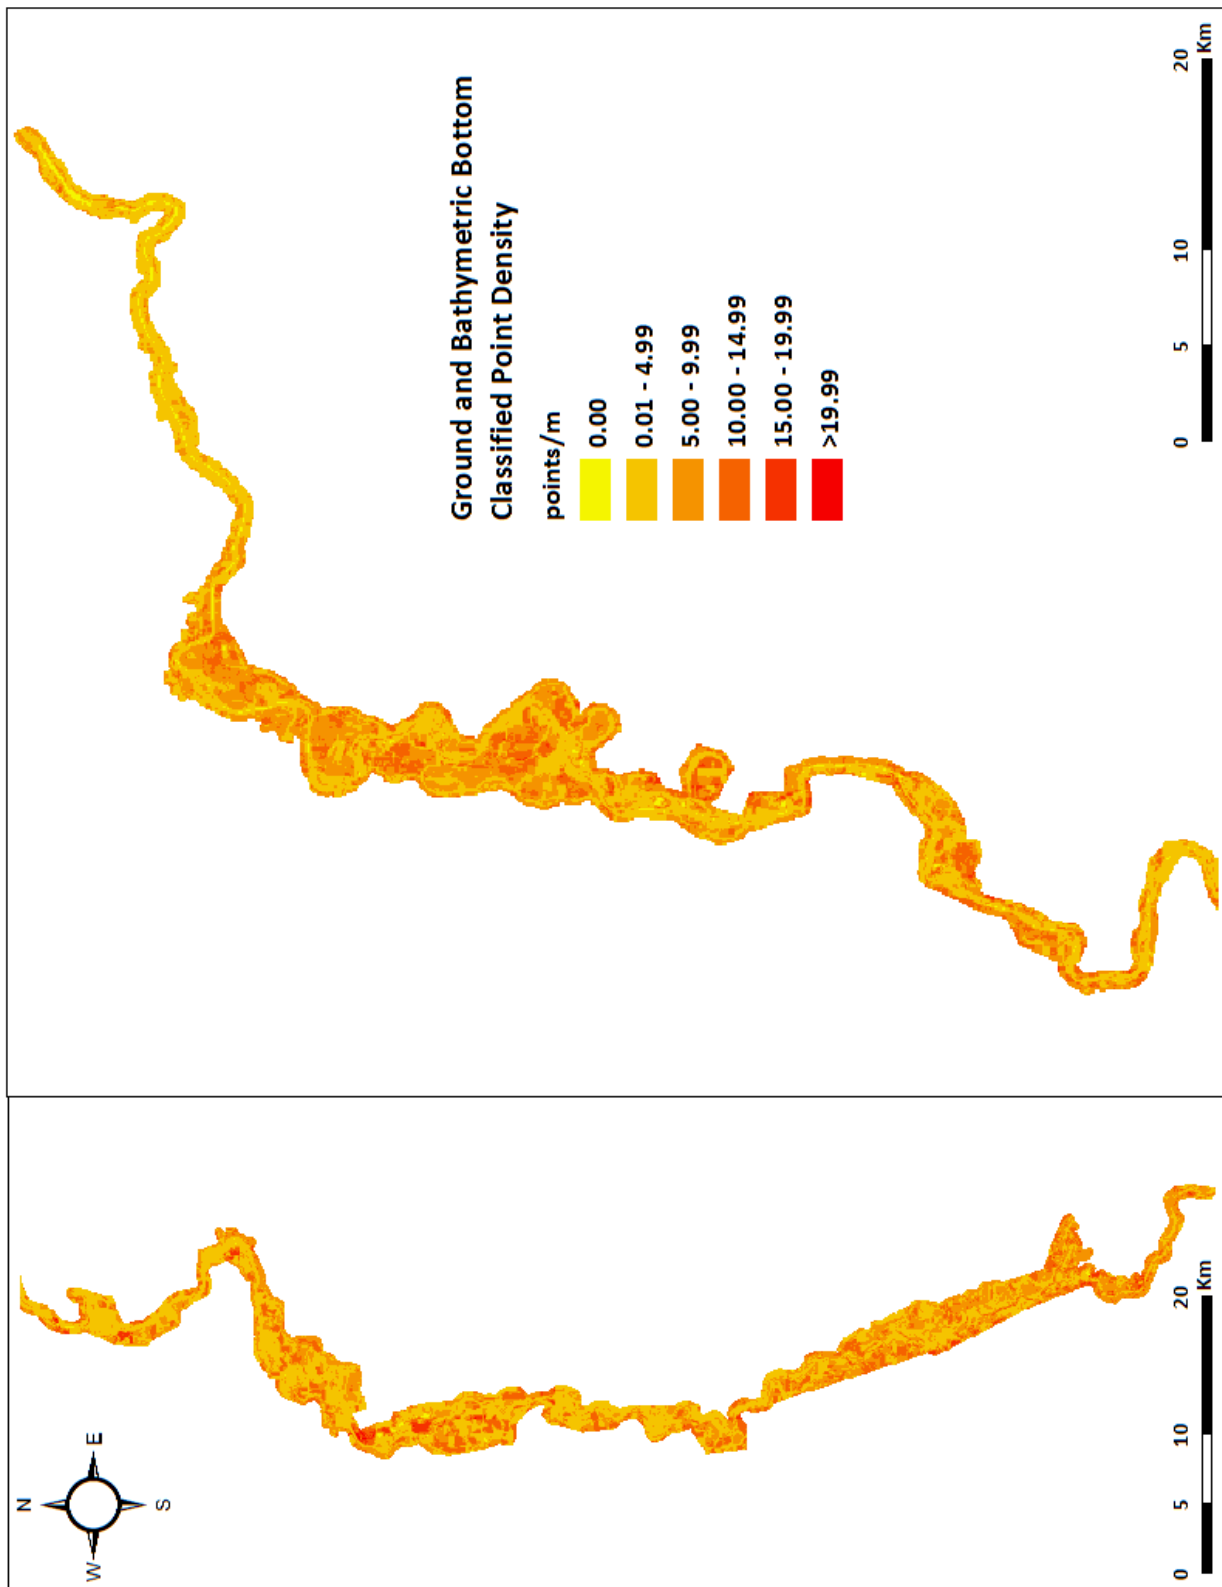 N
W
E
S
0 5 10 20
Km
Ground and Bathymetric Bottom
Classified Point Density
points/m
0.00
0.01 - 4.99
5.00 - 9.99
10.00 - 14.99
15.00 - 19.99
>19.99
0 5 10 20
Km